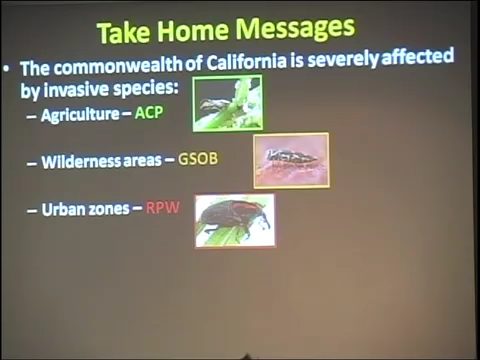 Take Home Messages
• The commonwealth of California is severely affected
by invasive species:
– Agriculture – ACP
– Wilderness areas – GSOB
– Urban zones – RPW